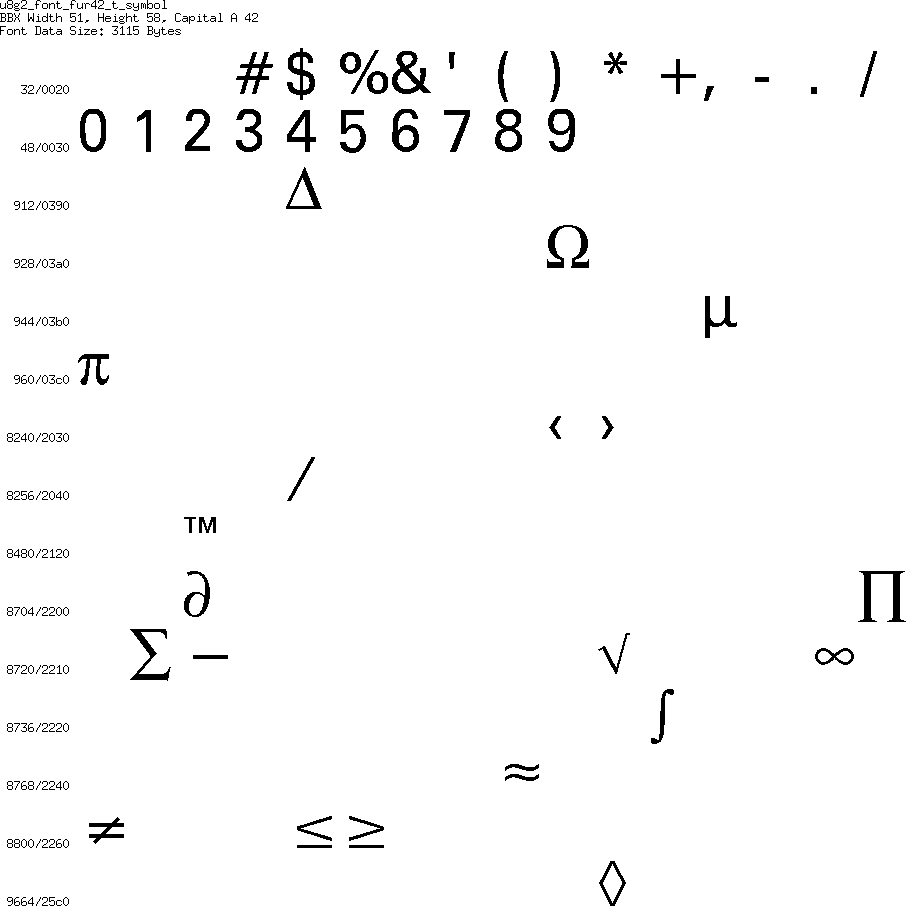 u8g2_font_fur42_t_symbol
BBX Width 51, Height 58, Capital A 42
Font Data Size: 3115 Bytes
32/0020 # $ % & ' ( ) * + , - . /
48/0030 0 1 2 3 4 5 6 7 8 9
912/0390 Δ
928/03a0 Ω
944/03b0 μ
960/03c0 π
8240/2030 ‹ ›
8256/2040 ⁄
8480/2120 ™
8704/2200 ∂ ∏
8720/2210 ∑ − √ ∞
8736/2220 ∫
8768/2240 ≈
8800/2260 ≠ ≤ ≥
9664/25c0 ◊